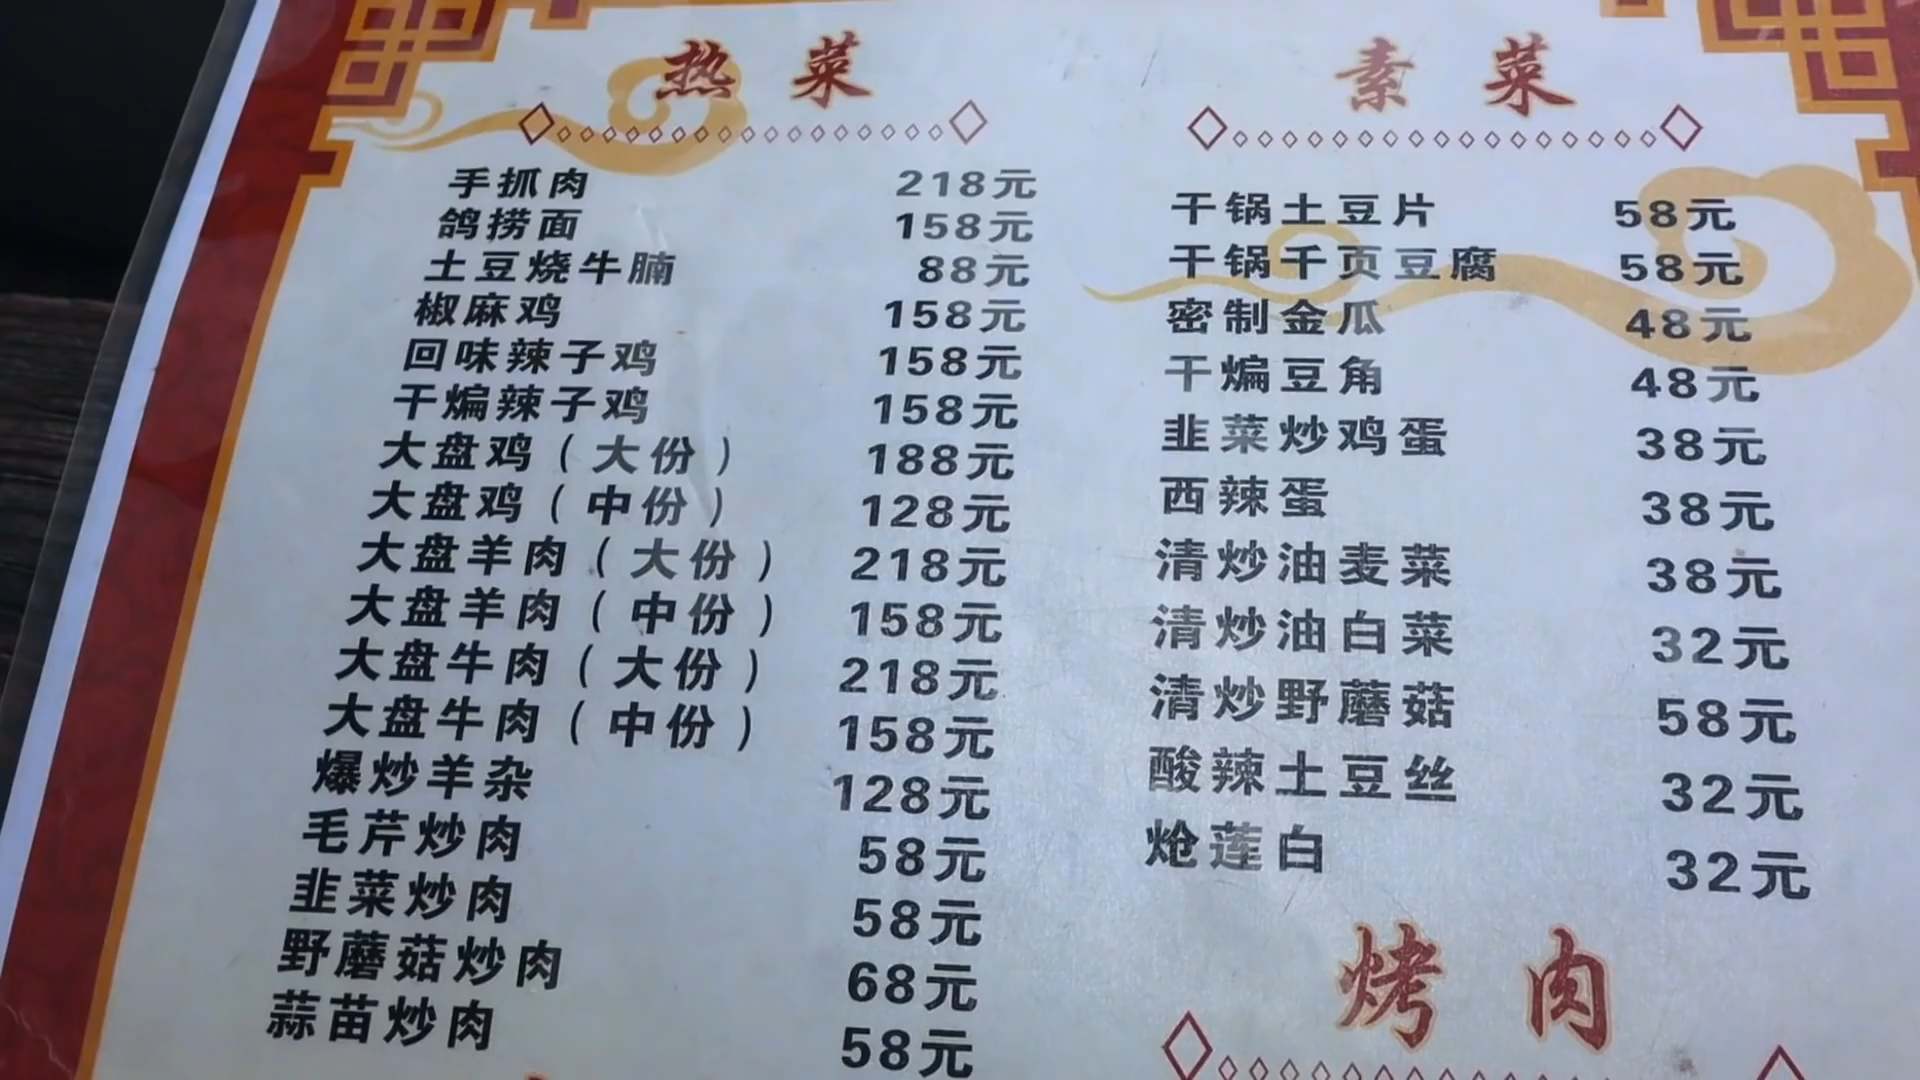 热菜
手抓肉 218元
鸽捞面 158元
土豆烧牛腩 88元
椒麻鸡 158元
回味辣子鸡 158元
干煸辣子鸡 158元
大盘鸡（大份） 188元
大盘鸡（中份） 128元
大盘羊肉（大份） 218元
大盘羊肉（中份） 158元
大盘牛肉（大份） 218元
大盘牛肉（中份） 158元
爆炒羊杂 128元
毛芹炒肉 58元
韭菜炒肉 58元
野蘑菇炒肉 68元
蒜苗炒肉 58元
素菜
干锅土豆片 58元
干锅千页豆腐 58元
密制金瓜 48元
干煸豆角 48元
韭菜炒鸡蛋 38元
西辣蛋 38元
清炒油麦菜 38元
清炒油白菜 32元
清炒野蘑菇 58元
酸辣土豆丝 32元
炝莲白 32元
烤肉